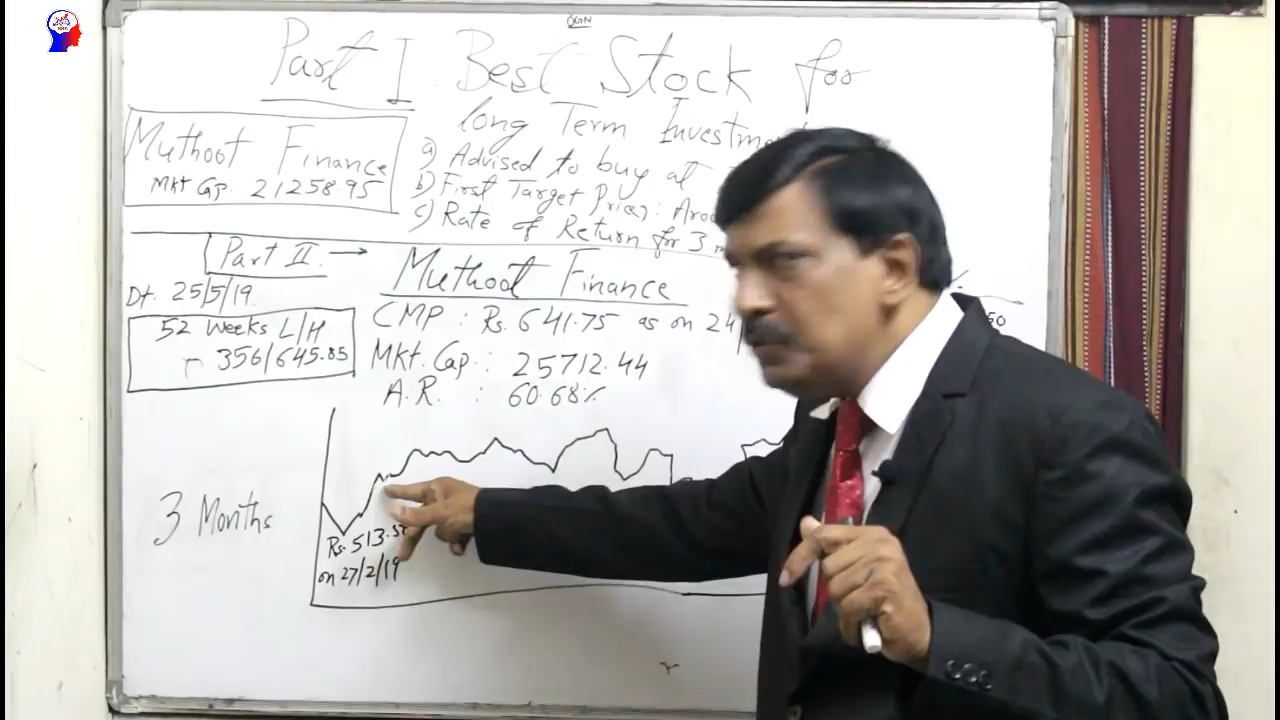 Part I Best Stock for
long Term Investment
Muthoot Finance
Mkt Cap. 21258.95
a) Advised to buy at
b) First Target Price:
c) Rate of Return for 3
Part II →
Dt. 25/5/19.
Muthoot Finance
52 Weeks L/H
356/645.85
CMP : Rs. 641.75 as on 24
Mkt. Cap. : 25712.44
A.R. : 60.68%
50
3 Months
Rs. 513.5
on 27/2/19